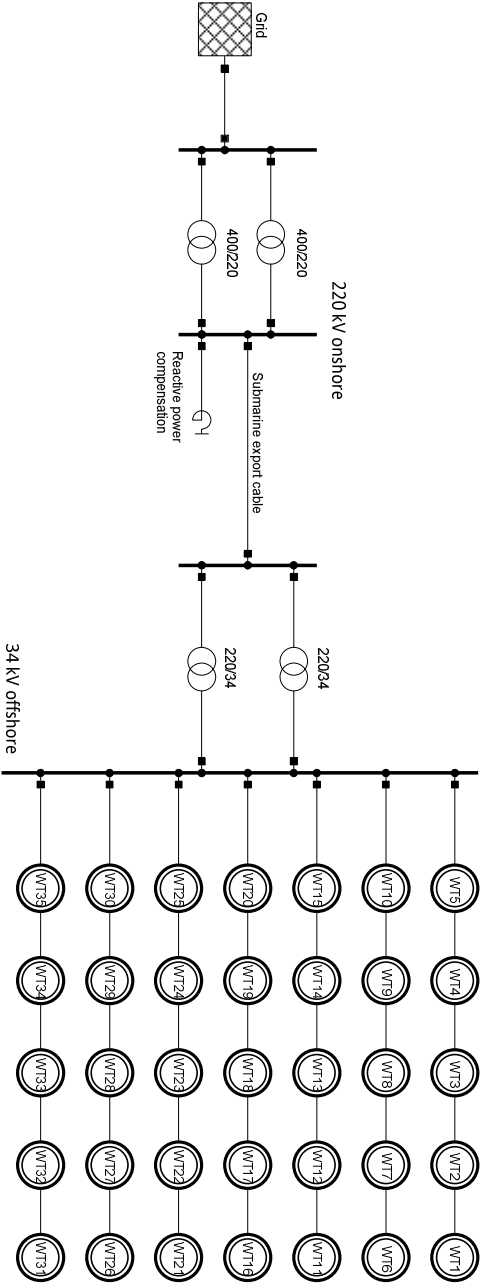 Grid
400/220
400/220
220 kV onshore
Reactive power
compensation
Submarine export cable
220/34
220/34
34 kV offshore
WT5
WT4
WT3
WT2
WT1
WT10
WT9
WT8
WT7
WT6
WT15
WT14
WT13
WT12
WT11
WT20
WT19
WT18
WT17
WT16
WT25
WT24
WT23
WT22
WT21
WT30
WT29
WT28
WT27
WT26
WT35
WT34
WT33
WT32
WT31